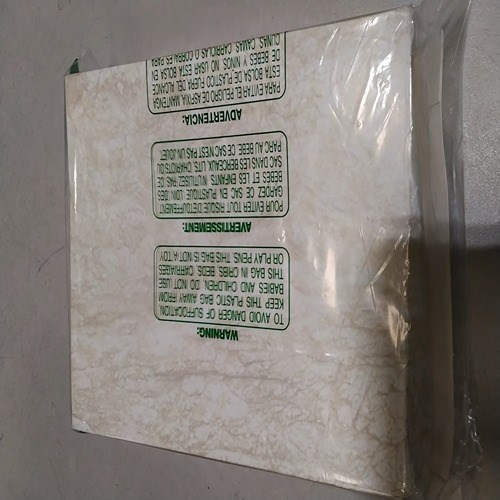 WARNING:
TO AVOID DANGER OF SUFFOCATION,
KEEP THIS PLASTIC BAG AWAY FROM
BABIES AND CHILDREN. DO NOT USE
THIS BAG IN CRIBS, BEDS, CARRIAGES
OR PLAY PENS. THIS BAG IS NOT A TOY.
AVERTISSEMENT:
POUR EVITER TOUT RISQUE D'ETOUFFEMENT,
GARDEZ CE SAC EN PLASTIQUE LOIN DES
BEBES ET LES ENFANTS. N'UTILISEZ PAS DE
SAC DANS LES BERCEAUX, LITS, CHARIOTS OU
PARC AU BEBE. CE SAC N'EST PAS UN JOUET.
ADVERTENCIA:
PARA EVITAR EL PELIGRO DE ASFIXIA, MANTENGA
ESTA BOLSA DE PLASTICO FUERA DEL ALCANCE
DE BEBES Y NINOS. NO USAR ESTA BOLSA EN
CUNAS, CAMAS, CARRIOLAS O CORRALES PARA